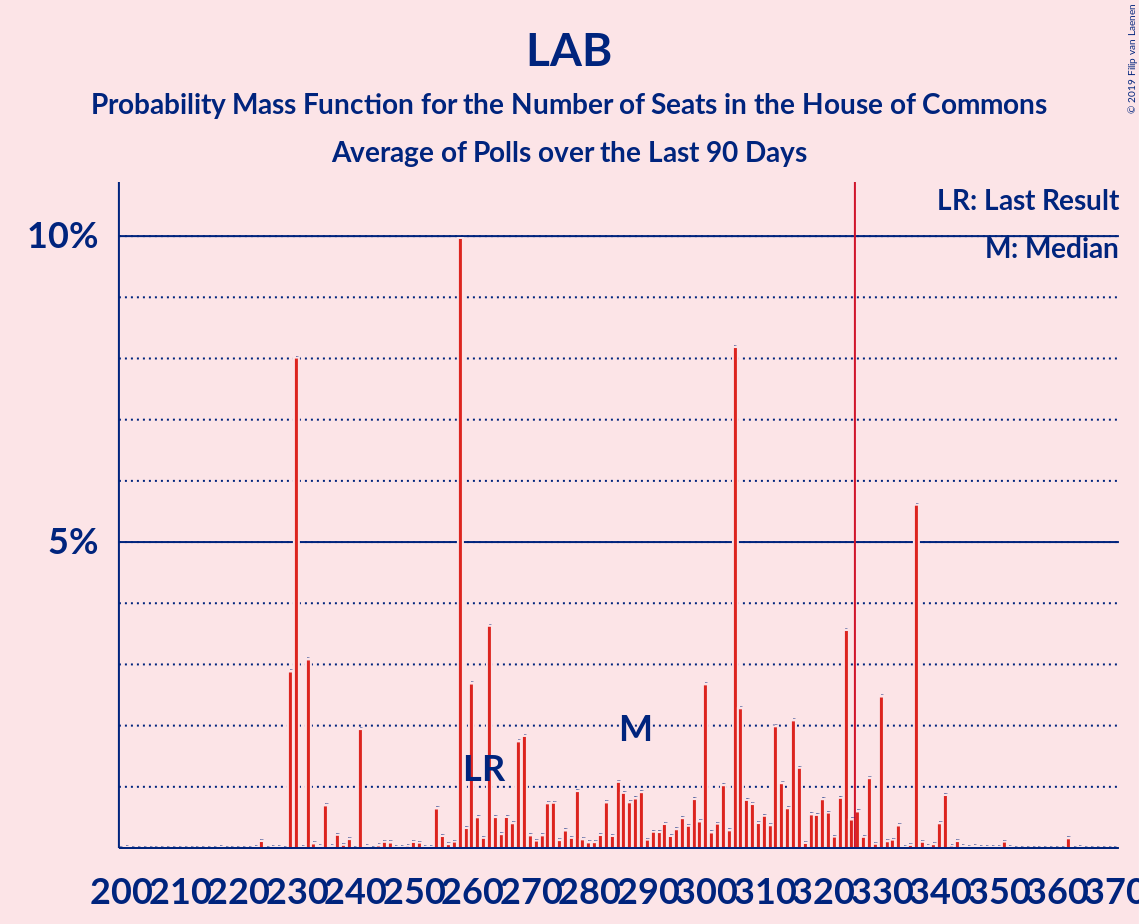 LAB
Probability Mass Function for the Number of Seats in the House of Commons
Average of Polls over the Last 90 Days
© 2019 Filip van Laenen
LR: Last Result
M: Median
10%
5%
M
LR
200 210 220 230 240 250 260 270 280 290 300 310 320 330 340 350 360 370